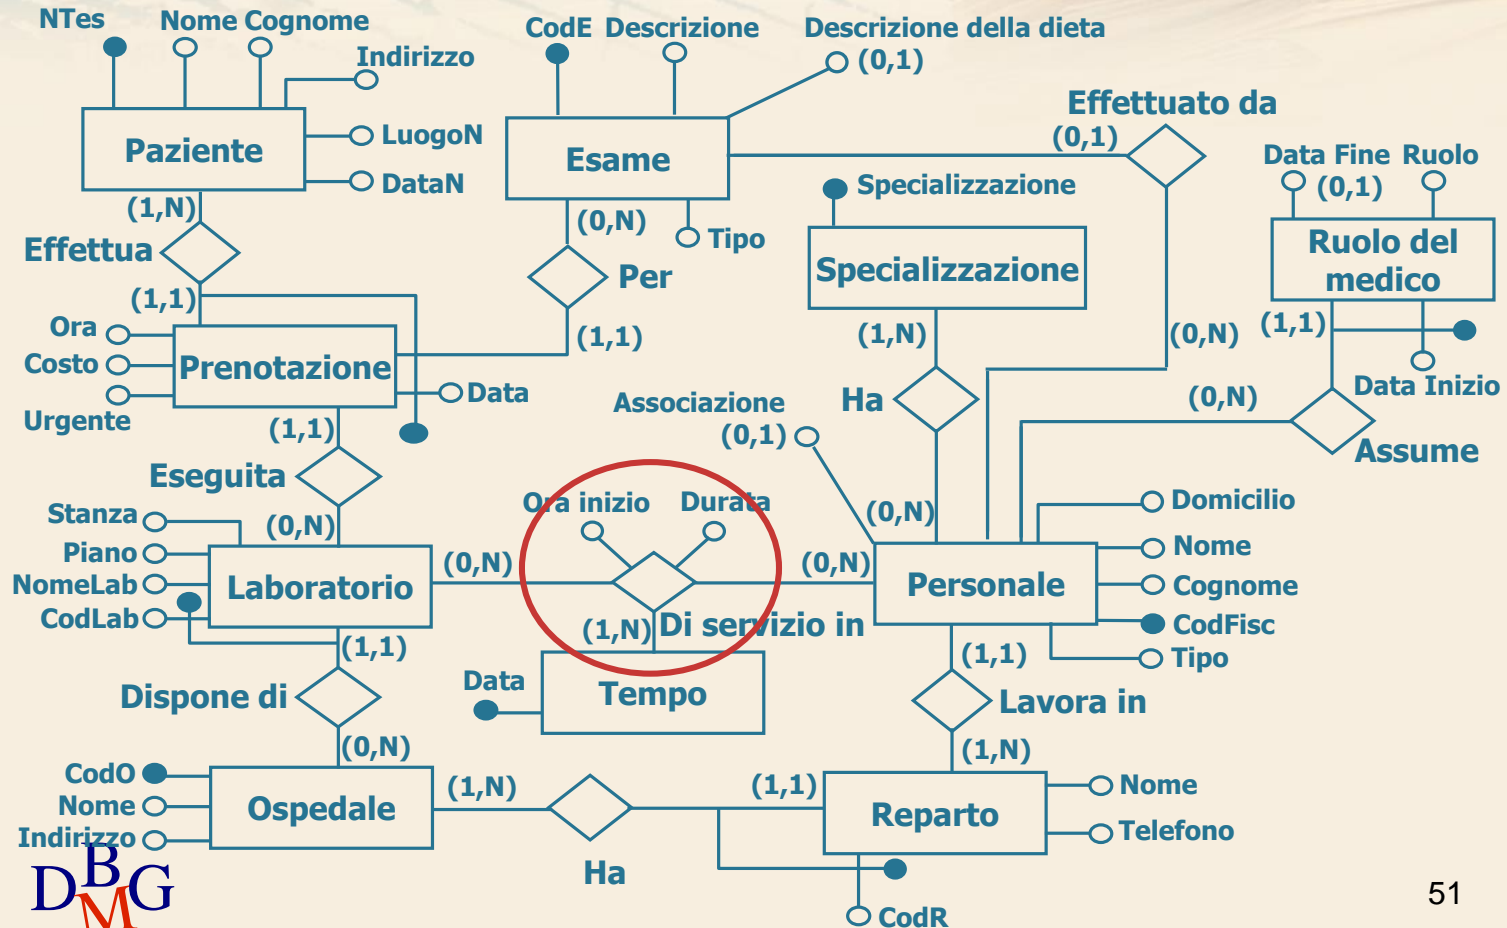 NTes
Nome Cognome
Indirizzo
Paziente
LuogoN
DataN
(1,N)
Effettua
(1,1)
CodE Descrizione
Descrizione della dieta
(0,1)
Esame
(0,N)
Tipo
Per
(1,1)
Effettuato da
(0,1)
(0,N)
Specializzazione
Specializzazione
(1,N)
Ha
(0,N)
Data Fine Ruolo
(0,1)
Ruolo del
medico
(1,1)
Data Inizio
(0,N)
Assume
Ora
Costo
Urgente
Prenotazione
Data
(1,1)
Eseguita
(0,N)
Stanza
Piano
NomeLab
CodLab
Laboratorio
(0,N)
Ora inizio
Durata
(0,N)
(1,N)
Di servizio in
Data
Tempo
Associazione
(0,1)
Personale
Domicilio
Nome
Cognome
CodFisc
Tipo
(1,1)
Lavora in
(1,N)
(1,1)
Dispone di
(0,N)
CodO
Nome
Indirizzo
Ospedale
(1,N)
Ha
(1,1)
Reparto
Nome
Telefono
CodR
DBMG
51